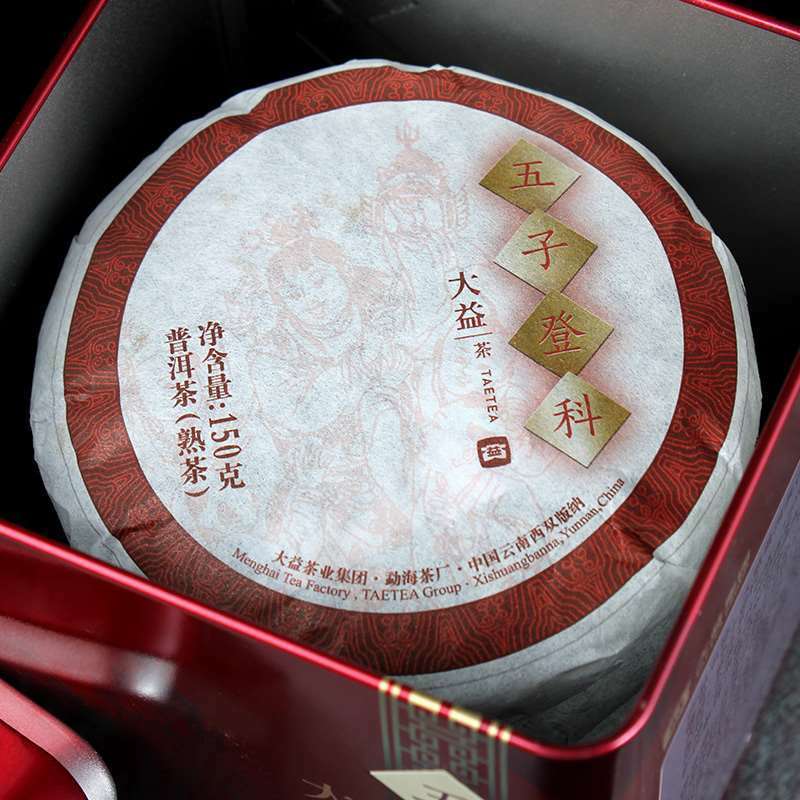 五子登科
大益茶 TAETEA
益
净含量:150克
普洱茶(熟茶)
大益茶业集团·勐海茶厂·中国云南西双版纳
Menghai Tea Factory , TAETEA Group . Xishuangbanna,Yunnan,China